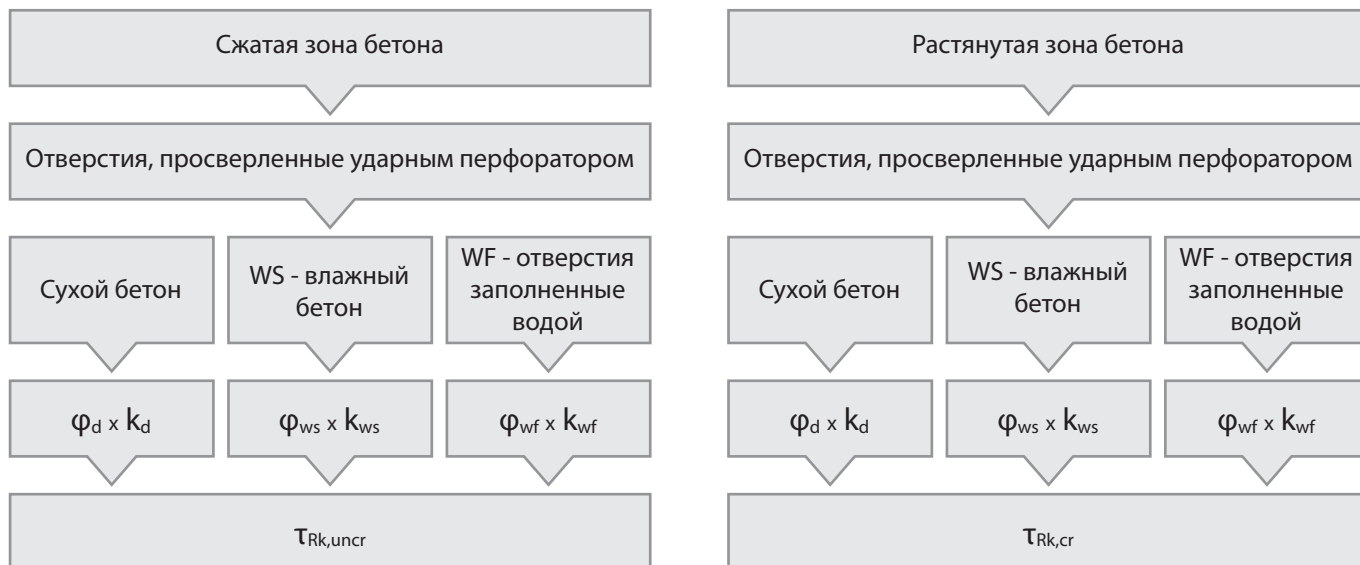 Сжатая зона бетона
Отверстия, просверленные ударным перфоратором
Сухой бетон
WS - влажный
бетон
WF - отверстия
заполненные
водой
φd x kd
φws x kws
φwf x kwf
τRk,uncr
Растянутая зона бетона
Отверстия, просверленные ударным перфоратором
Сухой бетон
WS - влажный
бетон
WF - отверстия
заполненные
водой
φd x kd
φws x kws
φwf x kwf
τRk,cr